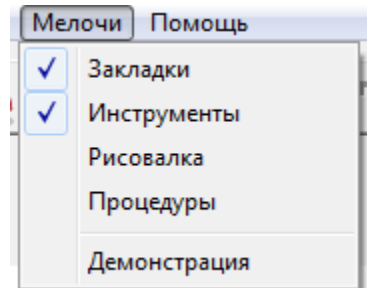 Мелочи Помощь
Закладки
Инструменты
Рисовалка
Процедуры
Демонстрация